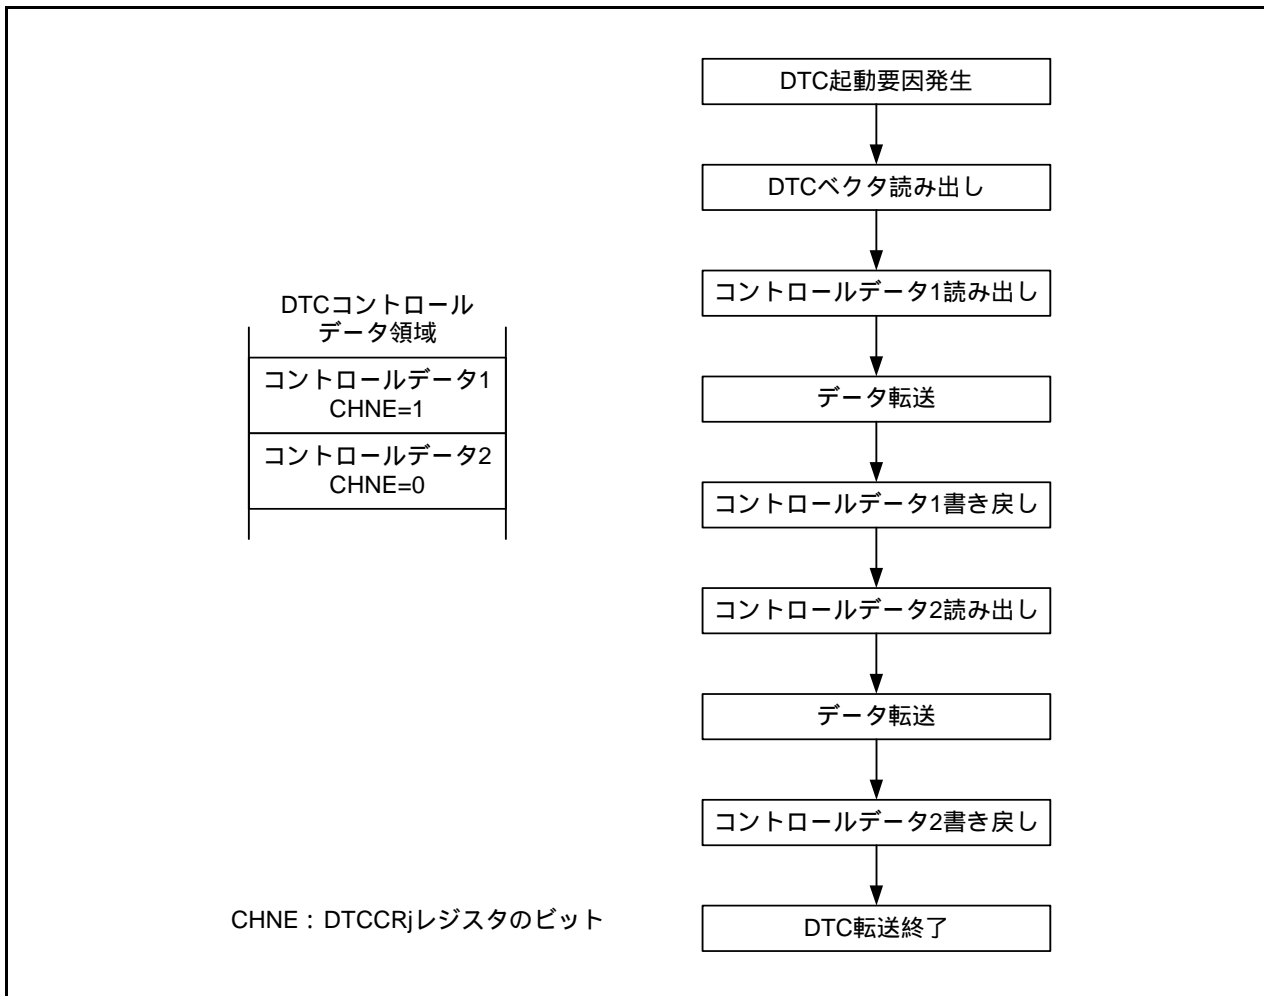 DTC起動要因発生
DTCベクタ読み出し
コントロールデータ1読み出し
データ転送
コントロールデータ1書き戻し
コントロールデータ2読み出し
データ転送
コントロールデータ2書き戻し
DTC転送終了
DTCコントロール
データ領域
コントロールデータ1
CHNE=1
コントロールデータ2
CHNE=0
CHNE：DTCCRjレジスタのビット